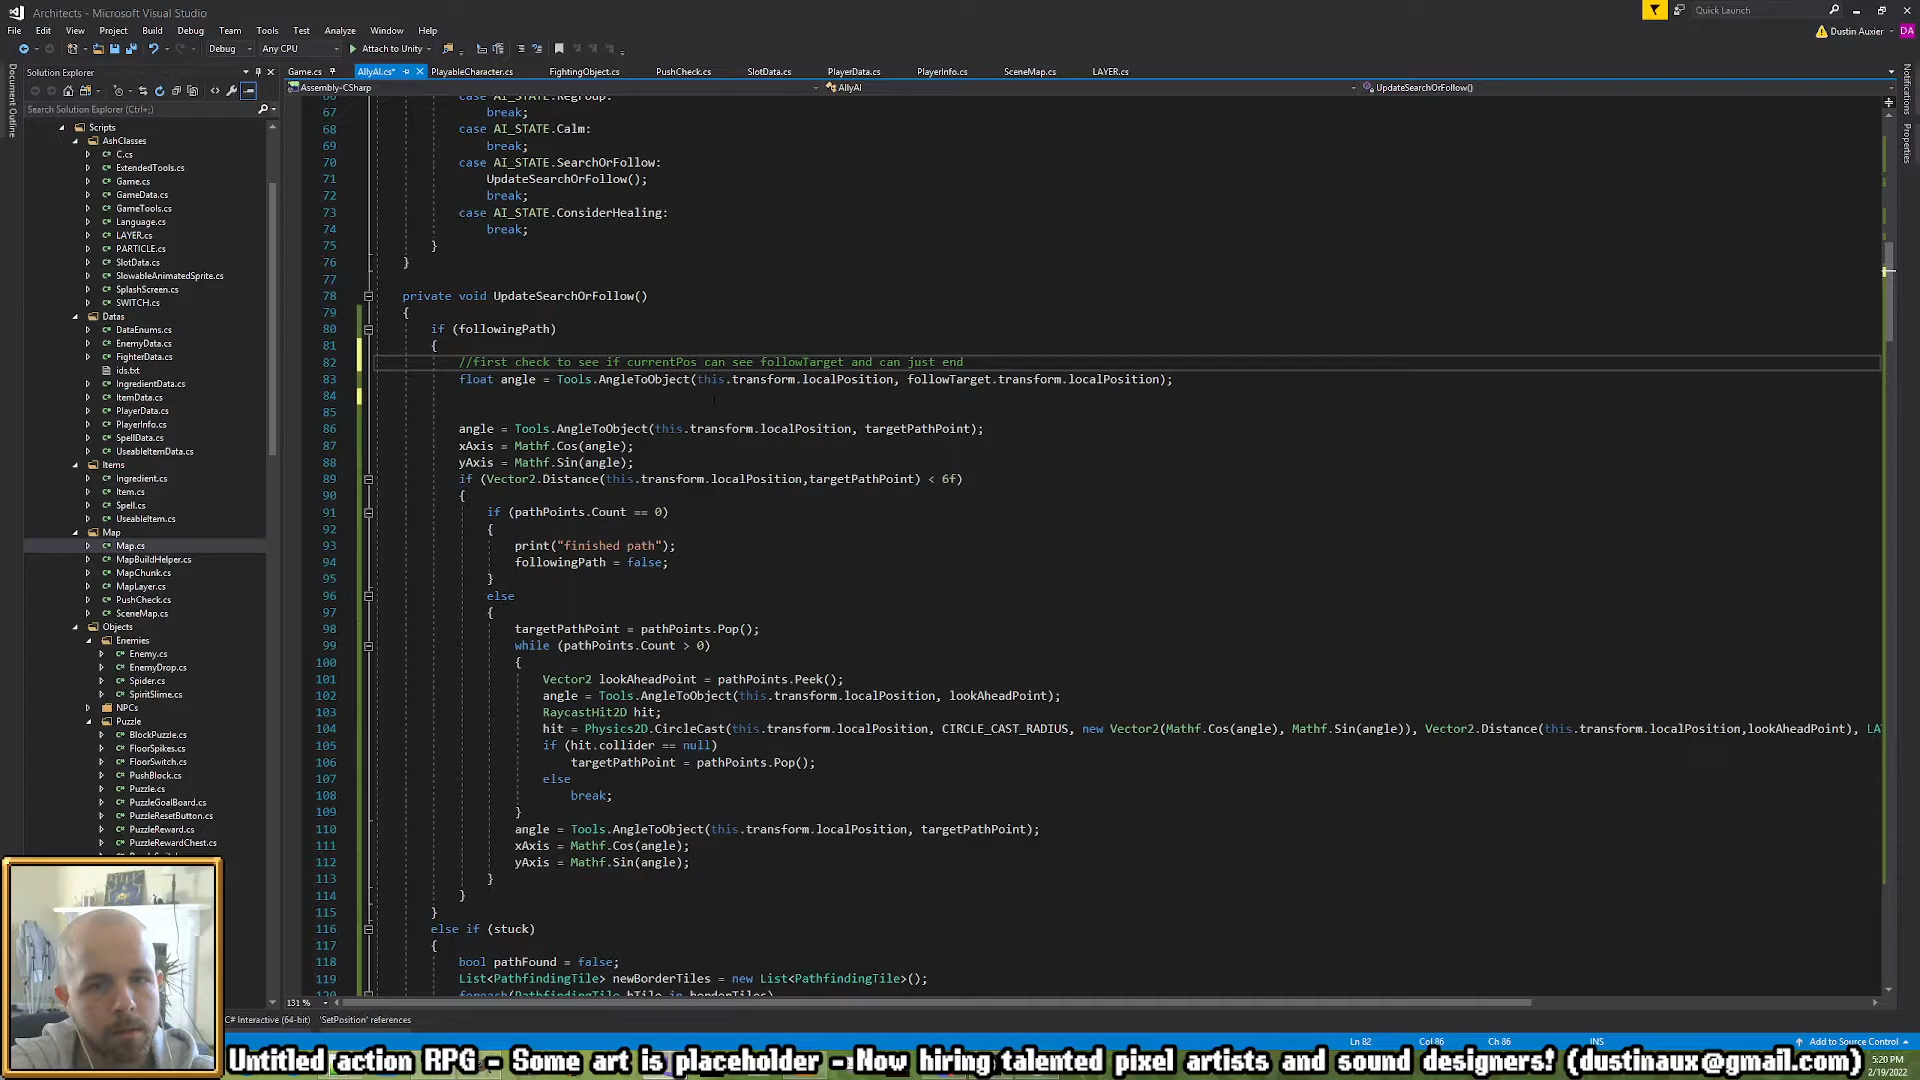 Architects - Microsoft Visual Studio
Quick Launch
File Edit View Project Build Debug Team Tools Test Analyze Window Help
Dustin Auxier DA
Debug Any CPU Attach to Unity
Document Outline
Solution Explorer
Game.cs AllyAI.cs* PlayableCharacter.cs FightingObject.cs PushCheck.cs SlotData.cs PlayerData.cs PlayerInfo.cs SceneMap.cs LAYER.cs
Assembly-CSharp AllyAI UpdateSearchOrFollow()
Notifications
Properties
Search Solution Explorer (Ctrl+;)
Scripts
AshClasses
C.cs
ExtendedTools.cs
Game.cs
GameData.cs
GameTools.cs
Language.cs
LAYER.cs
PARTICLE.cs
SlotData.cs
SlowableAnimatedSprite.cs
SplashScreen.cs
SWITCH.cs
Datas
DataEnums.cs
EnemyData.cs
FighterData.cs
ids.txt
IngredientData.cs
ItemData.cs
PlayerData.cs
PlayerInfo.cs
SpellData.cs
UseableItemData.cs
Items
Ingredient.cs
Item.cs
Spell.cs
UseableItem.cs
Map
Map.cs
MapBuildHelper.cs
MapChunk.cs
MapLayer.cs
PushCheck.cs
SceneMap.cs
Objects
Enemies
Enemy.cs
EnemyDrop.cs
Spider.cs
SpiritSlime.cs
NPCs
Puzzle
BlockPuzzle.cs
FloorSpikes.cs
FloorSwitch.cs
PushBlock.cs
Puzzle.cs
PuzzleGoalBoard.cs
PuzzleResetButton.cs
PuzzleReward.cs
PuzzleRewardChest.cs
66 case AI_STATE.Regroup:
67 break;
68 case AI_STATE.Calm:
69 break;
70 case AI_STATE.SearchOrFollow:
71 UpdateSearchOrFollow();
72 break;
73 case AI_STATE.ConsiderHealing:
74 break;
75 }
76 }
77
78 private void UpdateSearchOrFollow()
79 {
80 if (followingPath)
81 {
82 //first check to see if currentPos can see followTarget and can just end
83 float angle = Tools.AngleToObject(this.transform.localPosition, followTarget.transform.localPosition);
84
85
86 angle = Tools.AngleToObject(this.transform.localPosition, targetPathPoint);
87 xAxis = Mathf.Cos(angle);
88 yAxis = Mathf.Sin(angle);
89 if (Vector2.Distance(this.transform.localPosition,targetPathPoint) < 6f)
90 {
91 if (pathPoints.Count == 0)
92 {
93 print("finished path");
94 followingPath = false;
95 }
96 else
97 {
98 targetPathPoint = pathPoints.Pop();
99 while (pathPoints.Count > 0)
100 {
101 Vector2 lookAheadPoint = pathPoints.Peek();
102 angle = Tools.AngleToObject(this.transform.localPosition, lookAheadPoint);
103 RaycastHit2D hit;
104 hit = Physics2D.CircleCast(this.transform.localPosition, CIRCLE_CAST_RADIUS, new Vector2(Mathf.Cos(angle), Mathf.Sin(angle)), Vector2.Distance(this.transform.localPosition,lookAheadPoint), LA
105 if (hit.collider == null)
106 targetPathPoint = pathPoints.Pop();
107 else
108 break;
109 }
110 angle = Tools.AngleToObject(this.transform.localPosition, targetPathPoint);
111 xAxis = Mathf.Cos(angle);
112 yAxis = Mathf.Sin(angle);
113 }
114 }
115 }
116 else if (stuck)
117 {
118 bool pathFound = false;
119 List<PathfindingTile> newBorderTiles = new List<PathfindingTile>();
120 foreach(PathfindingTile bTile in borderTiles)
131 %
C# Interactive (64-bit) 'SetPosition' references
Ln 82 Col 86 Ch 86 INS Add to Source Control
Untitled action RPG - Some art is placeholder - Now hiring talented pixel artists and sound designers! (dustinaux@gmail.com)
5:20 PM
2/19/2022